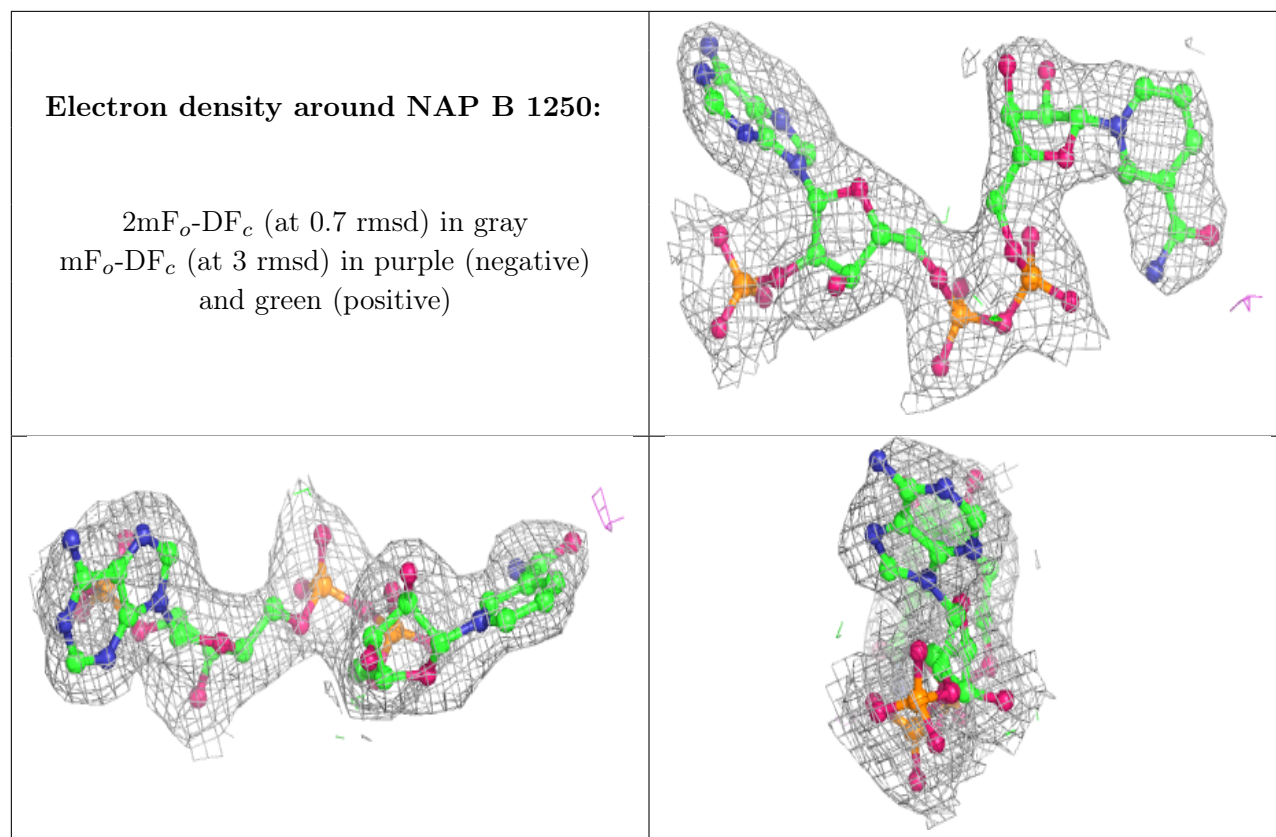 Electron density around NAP B 1250:
2mFo-DFc (at 0.7 rmsd) in gray
mFo-DFc (at 3 rmsd) in purple (negative)
and green (positive)